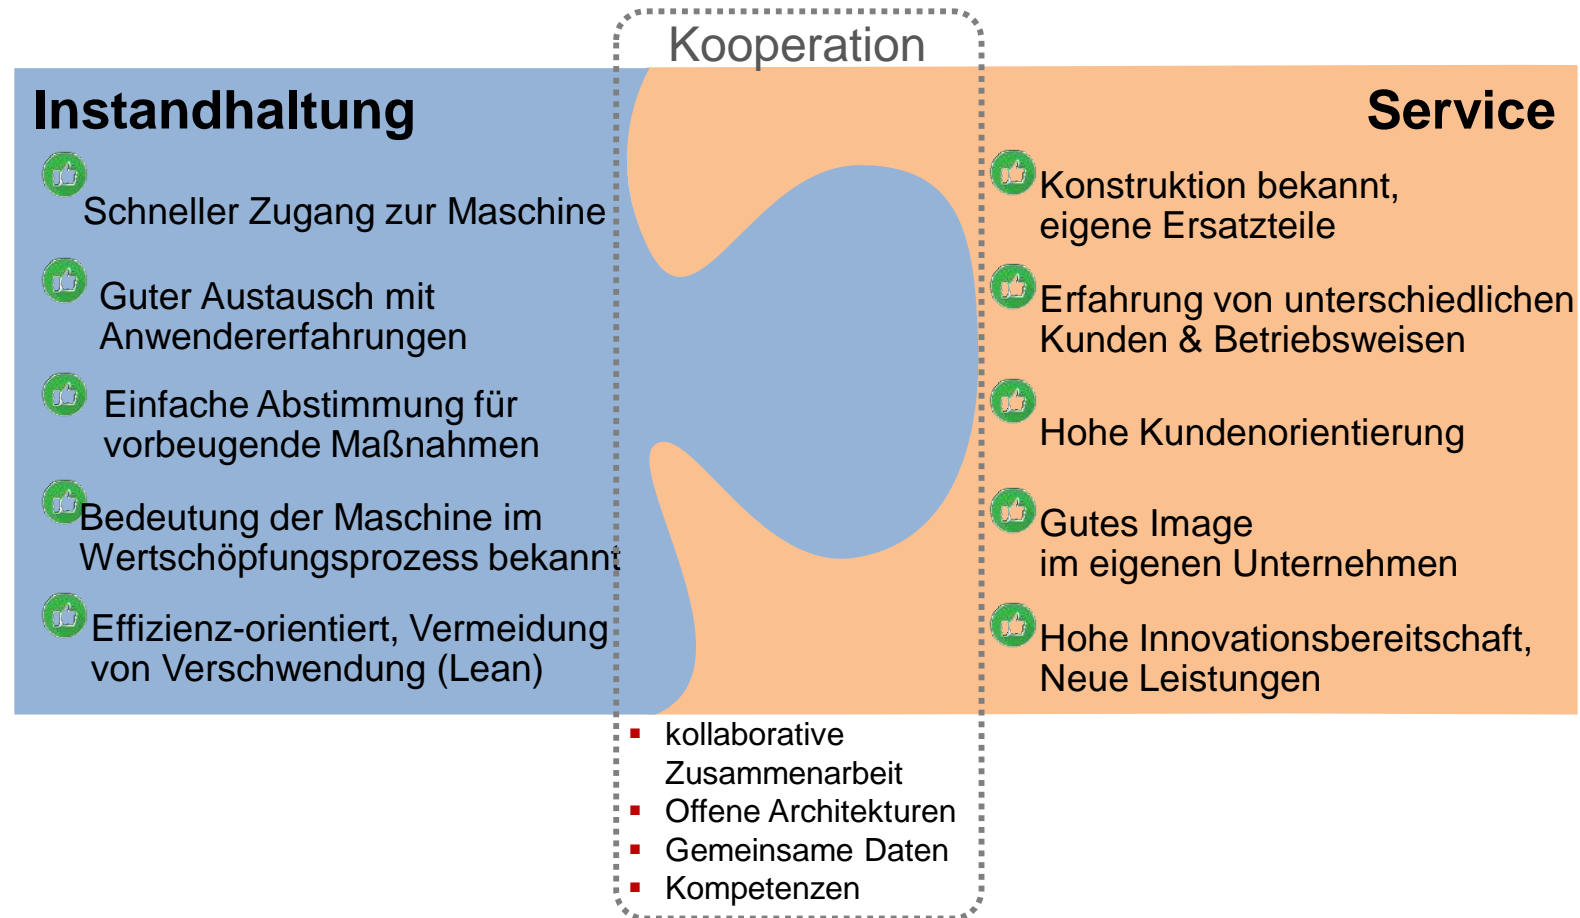 Kooperation
Instandhaltung
Schneller Zugang zur Maschine
Guter Austausch mit
Anwendererfahrungen
Einfache Abstimmung für
vorbeugende Maßnahmen
Bedeutung der Maschine im
Wertschöpfungsprozess bekannt
Effizienz-orientiert, Vermeidung
von Verschwendung (Lean)
Service
Konstruktion bekannt,
eigene Ersatzteile
Erfahrung von unterschiedlichen
Kunden & Betriebsweisen
Hohe Kundenorientierung
Gutes Image
im eigenen Unternehmen
Hohe Innovationsbereitschaft,
Neue Leistungen
▪ kollaborative
Zusammenarbeit
▪ Offene Architekturen
▪ Gemeinsame Daten
▪ Kompetenzen